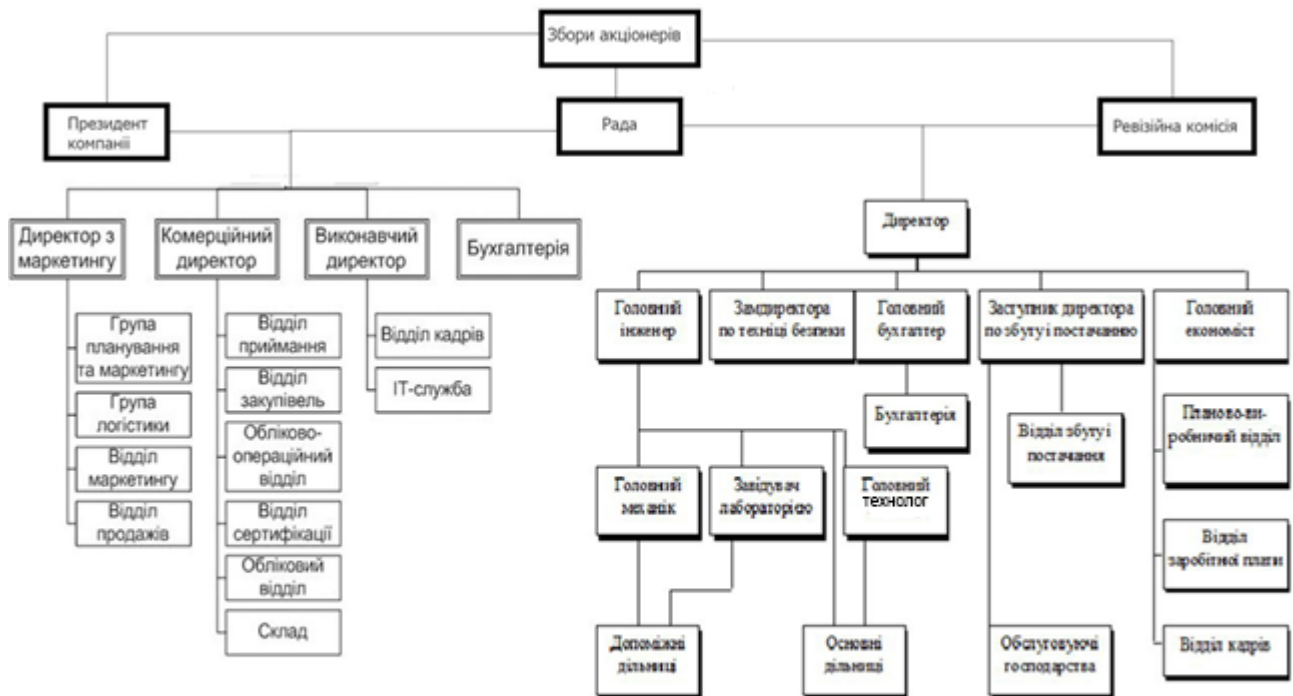 Збори акціонерів
Президент
компанії
Рада
Ревізійна комісія
Директор з
маркетингу
Комерційний
директор
Виконавчий
директор
Бухгалтерія
Група
планування
та маркетингу
Група
логістики
Відділ
маркетингу
Відділ
продажів
Відділ
приймання
Відділ
закупівель
Обліково-
операційний
відділ
Відділ
сертифікації
Обліковий
відділ
Склад
Відділ кадрів
ІТ-служба
Директор
Головний
інженер
Замдиректора
по техніці безпеки
Головний
бухгалтер
Заступник директора
по збуту і постачанню
Головний
економіст
Бухгалтерія
Відділ збуту і
постачання
Планово-ви-
робничий відділ
Головний
механік
Завідувач
лабораторією
Головний
технолог
Відділ
заробітної плати
Допоміжні
дільниці
Основні
дільниці
Обслуговуючі
господарства
Відділ кадрів